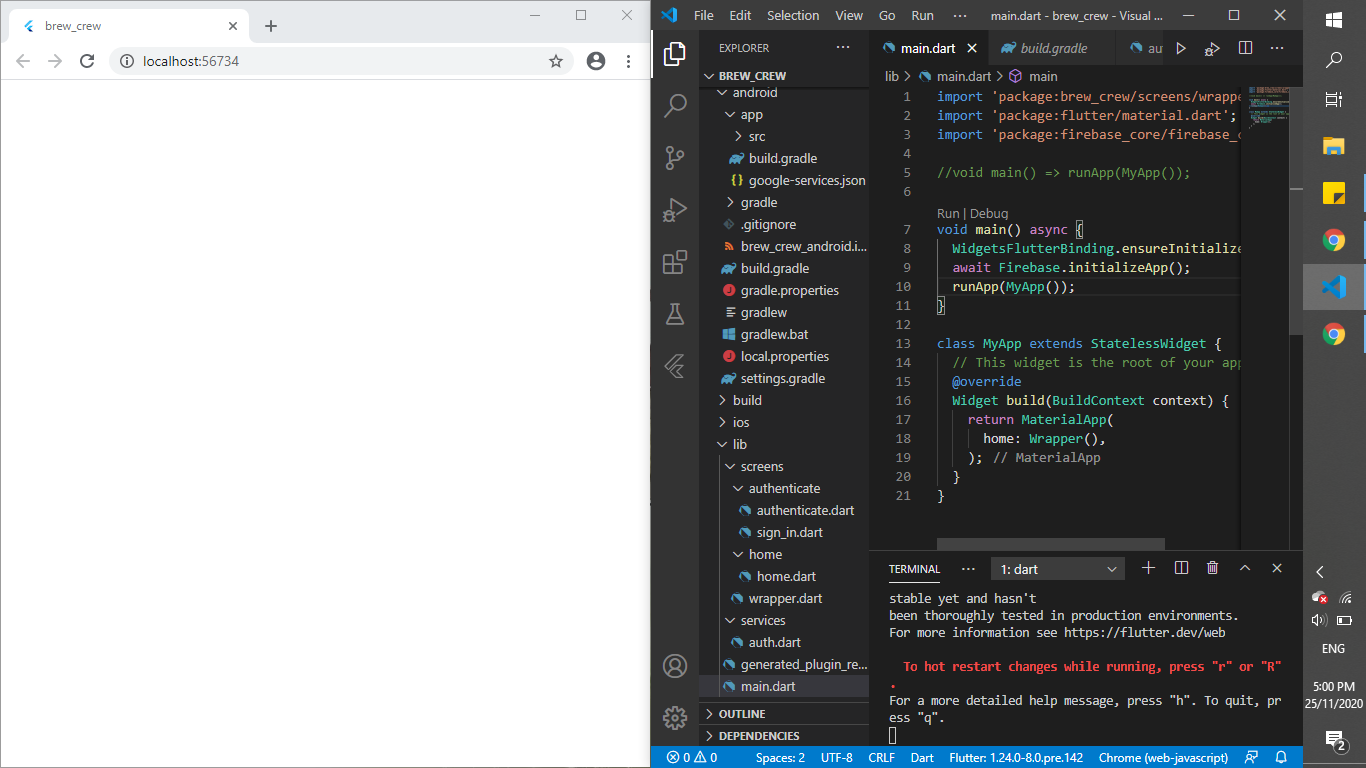 brew_crew
localhost:56734
File Edit Selection View Go Run ··· main.dart - brew_crew - Visual ...
EXPLORER
BREW_CREW
android
app
src
build.gradle
google-services.json
gradle
.gitignore
brew_crew_android.i...
build.gradle
gradle.properties
gradlew
gradlew.bat
local.properties
settings.gradle
build
ios
lib
screens
authenticate
authenticate.dart
sign_in.dart
home
home.dart
wrapper.dart
services
auth.dart
generated_plugin_re...
main.dart
OUTLINE
DEPENDENCIES
main.dart build.gradle au
lib > main.dart > main
1 import 'package:brew_crew/screens/wrappe
2 import 'package:flutter/material.dart';
3 import 'package:firebase_core/firebase_c
4
5 //void main() => runApp(MyApp());
6
Run | Debug
7 void main() async {
8 WidgetsFlutterBinding.ensureInitialize
9 await Firebase.initializeApp();
10 runApp(MyApp());
11 }
12
13 class MyApp extends StatelessWidget {
14 // This widget is the root of your app
15 @override
16 Widget build(BuildContext context) {
17 return MaterialApp(
18 home: Wrapper(),
19 ); // MaterialApp
20 }
21 }
TERMINAL ··· 1: dart
stable yet and hasn't
been thoroughly tested in production environments.
For more information see https://flutter.dev/web
To hot restart changes while running, press "r" or "R"
.
For a more detailed help message, press "h". To quit, pr
ess "q".
0 0 Spaces: 2 UTF-8 CRLF Dart Flutter: 1.24.0-8.0.pre.142 Chrome (web-javascript)
ENG
5:00 PM
25/11/2020
2